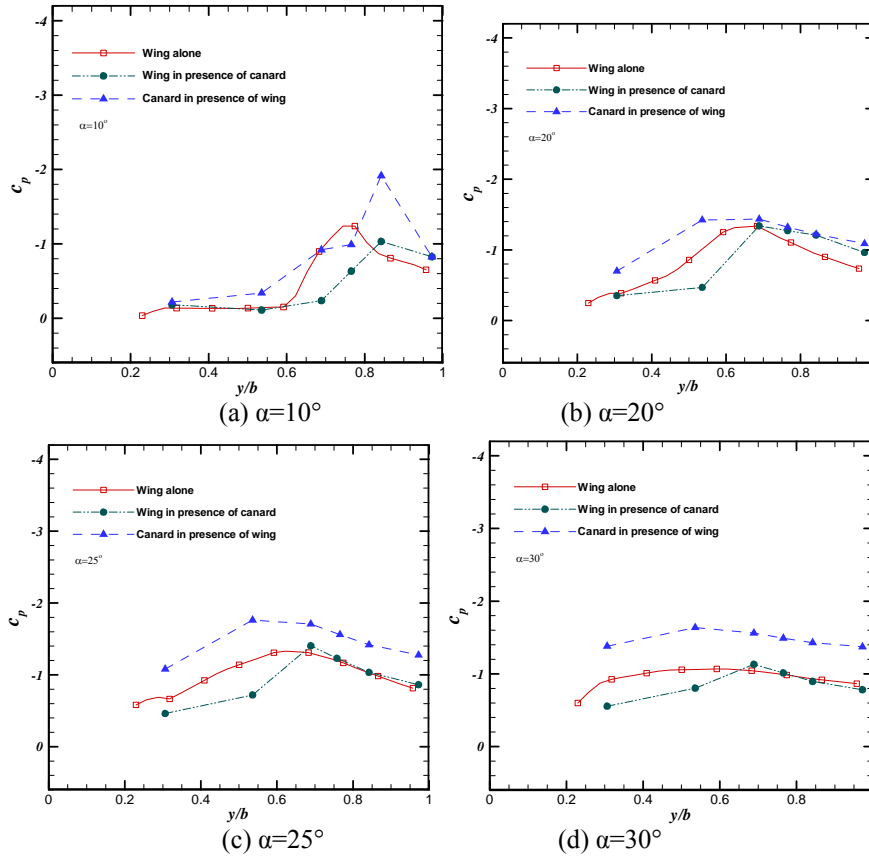 -4
-3
-2
-1
0
c_p
Wing alone
Wing in presence of canard
Canard in presence of wing
α=10°
0 0.2 0.4 0.6 0.8 1
y/b
(a) α=10°
-4
-3
-2
-1
0
c_p
Wing alone
Wing in presence of canard
Canard in presence of wing
α=20°
0 0.2 0.4 0.6 0.8
y/b
(b) α=20°
-4
-3
-2
-1
0
c_p
Wing alone
Wing in presence of canard
Canard in presence of wing
α=25°
0 0.2 0.4 0.6 0.8 1
y/b
(c) α=25°
-4
-3
-2
-1
0
c_p
Wing alone
Wing in presence of canard
Canard in presence of wing
α=30°
0 0.2 0.4 0.6 0.8
y/b
(d) α=30°